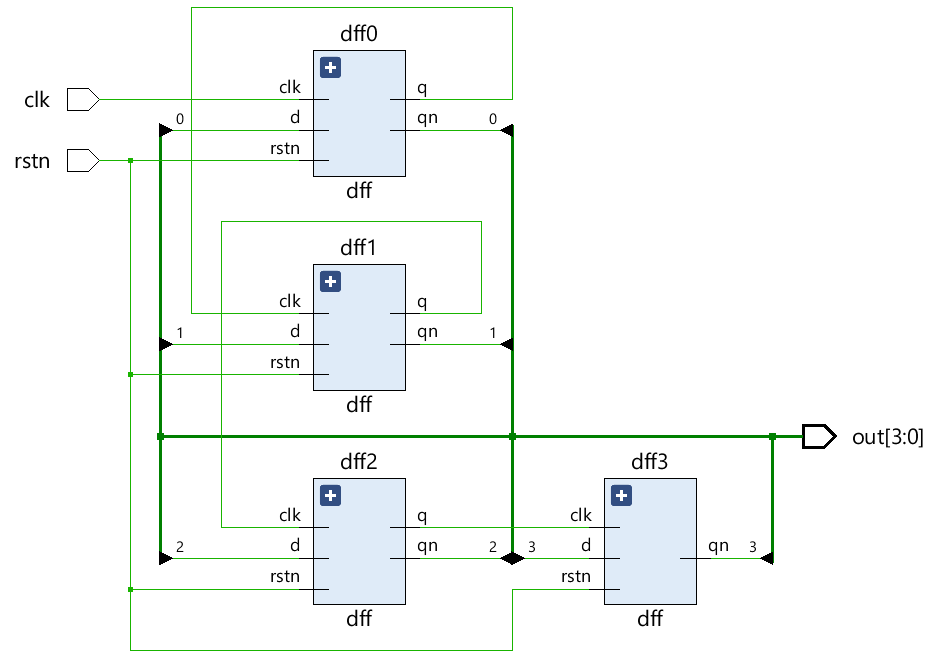 dff0
clk
q
clk
0
d
qn
0
rstn
rstn
dff
dff1
clk
q
1
d
qn
1
rstn
dff
out[3:0]
dff2
dff3
clk
q
clk
2
d
qn
2
3
d
qn
3
rstn
rstn
dff
dff